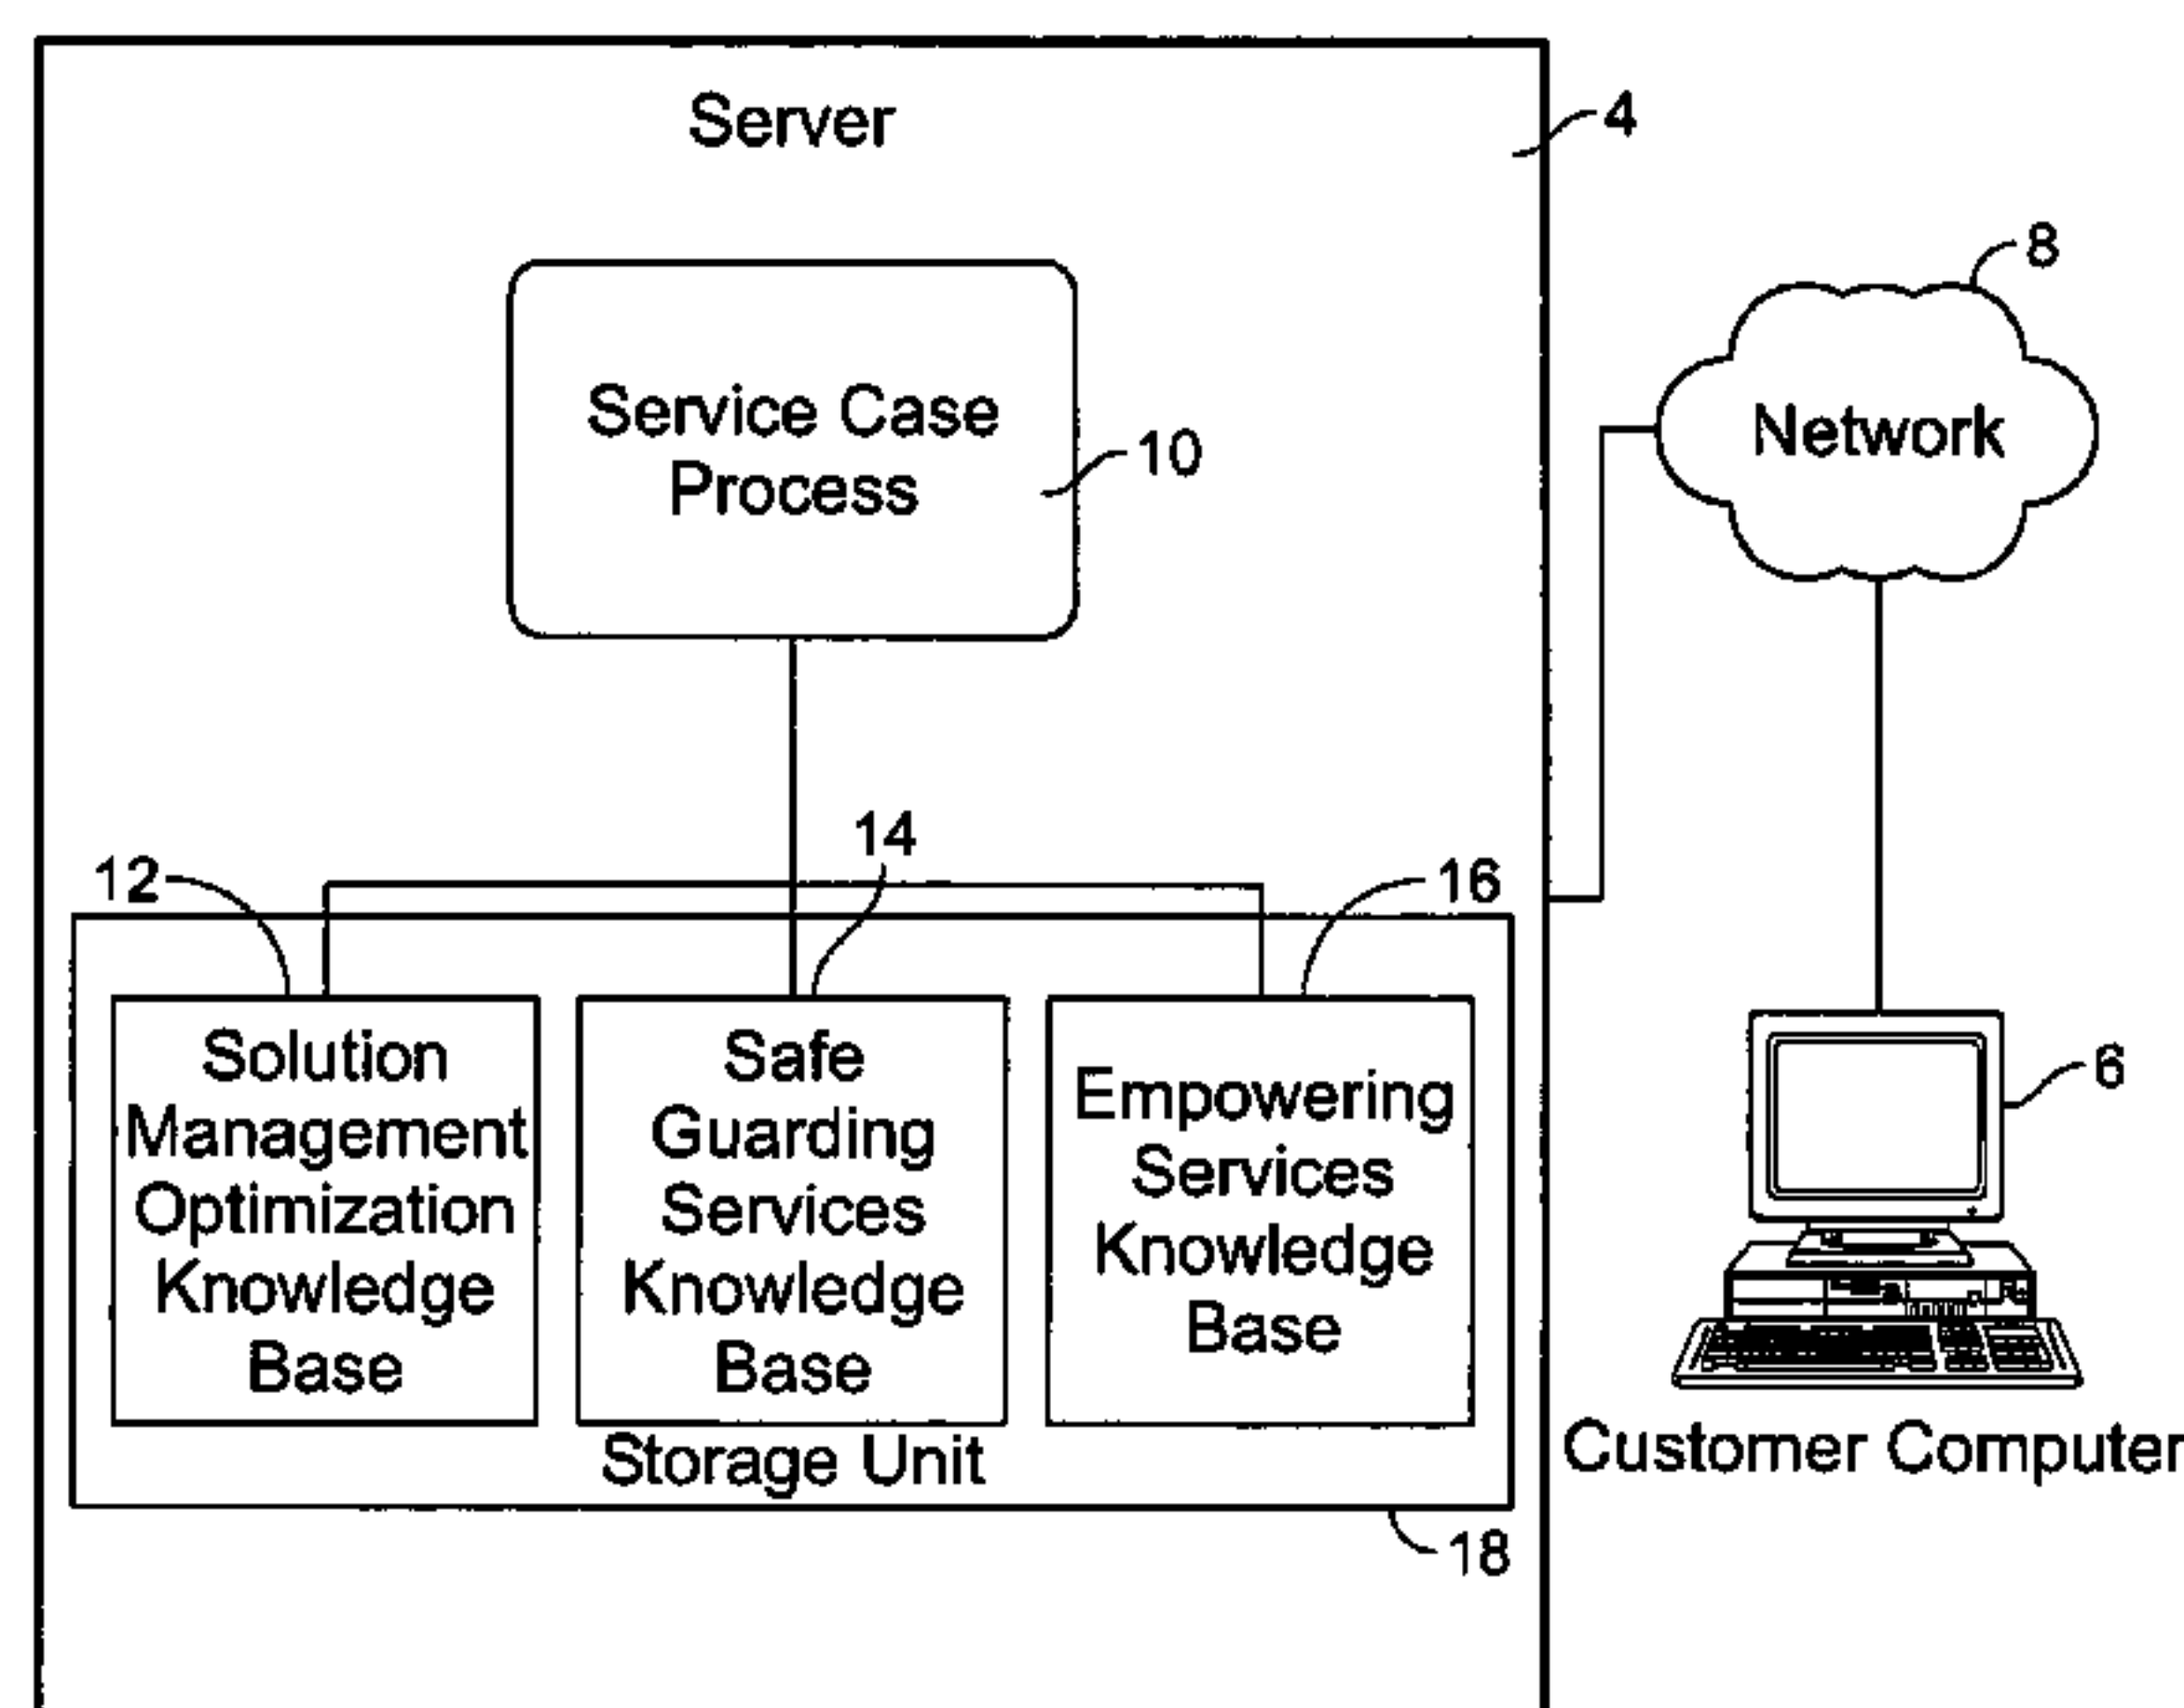 Server
4
8
Service Case
Process
10
Network
14
12
16
Solution
Management
Optimization
Knowledge
Base
Safe
Guarding
Services
Knowledge
Base
Empowering
Services
Knowledge
Base
6
Storage Unit
Customer Computer
18